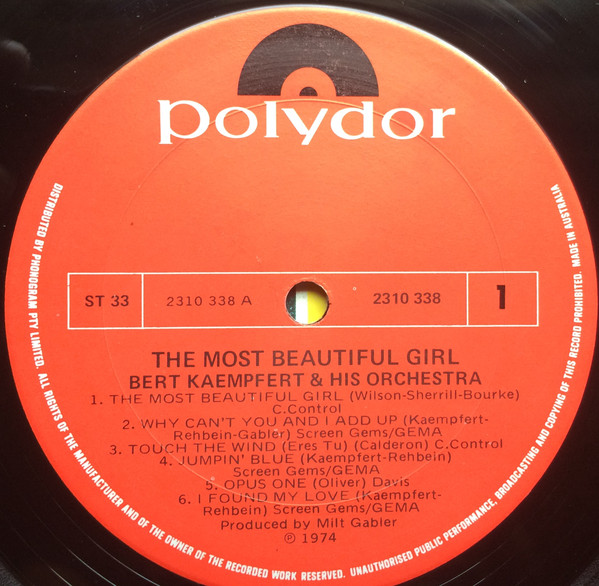 polydor
ST 33
2310 338 A
2310 338
1
THE MOST BEAUTIFUL GIRL
BERT KAEMPFERT & HIS ORCHESTRA
1. THE MOST BEAUTIFUL GIRL (Wilson-Sherrill-Bourke)
C.Control
2. WHY CAN'T YOU AND I ADD UP (Kaempfert-
Rehbein-Gabler) Screen Gems/GEMA
3. TOUCH THE WIND (Eres Tu) (Calderon) C.Control
4. JUMPIN' BLUE (Kaempfert-Rehbein)
Screen Gems/GEMA
5. OPUS ONE (Oliver) Davis
6. I FOUND MY LOVE (Kaempfert-
Rehbein) Screen Gems/GEMA
Produced by Milt Gabler
℗ 1974
DISTRIBUTED BY PHONOGRAM PTY LIMITED. ALL RIGHTS OF THE MANUFACTURER AND OF THE OWNER OF THE RECORDED WORK RESERVED. UNAUTHORISED PUBLIC PERFORMANCE, BROADCASTING AND COPYING OF THIS RECORD PROHIBITED. MADE IN AUSTRALIA